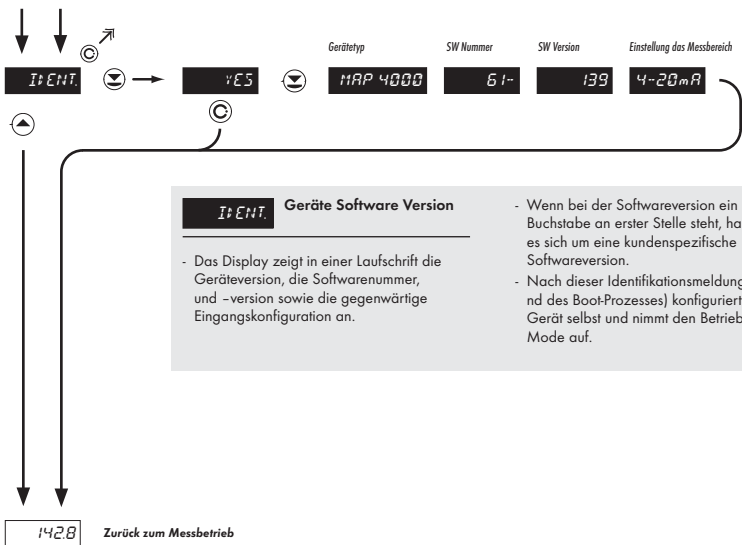 Gerätetyp SW Nummer SW Version Einstellung das Messbereich
IDENT. YES MAP 4000 61- 139 4-20mA
C
C
IDENT. Geräte Software Version
- Das Display zeigt in einer Laufschrift die
Geräteversion, die Softwarenummer,
und –version sowie die gegenwärtige
Eingangskonfiguration an.
- Wenn bei der Softwareversion ein
Buchstabe an erster Stelle steht, ha
es sich um eine kundenspezifische
Softwareversion.
- Nach dieser Identifikationsmeldung
nd des Boot-Prozesses) konfiguriert
Gerät selbst und nimmt den Betrieb
Mode auf.
142.8 Zurück zum Messbetrieb